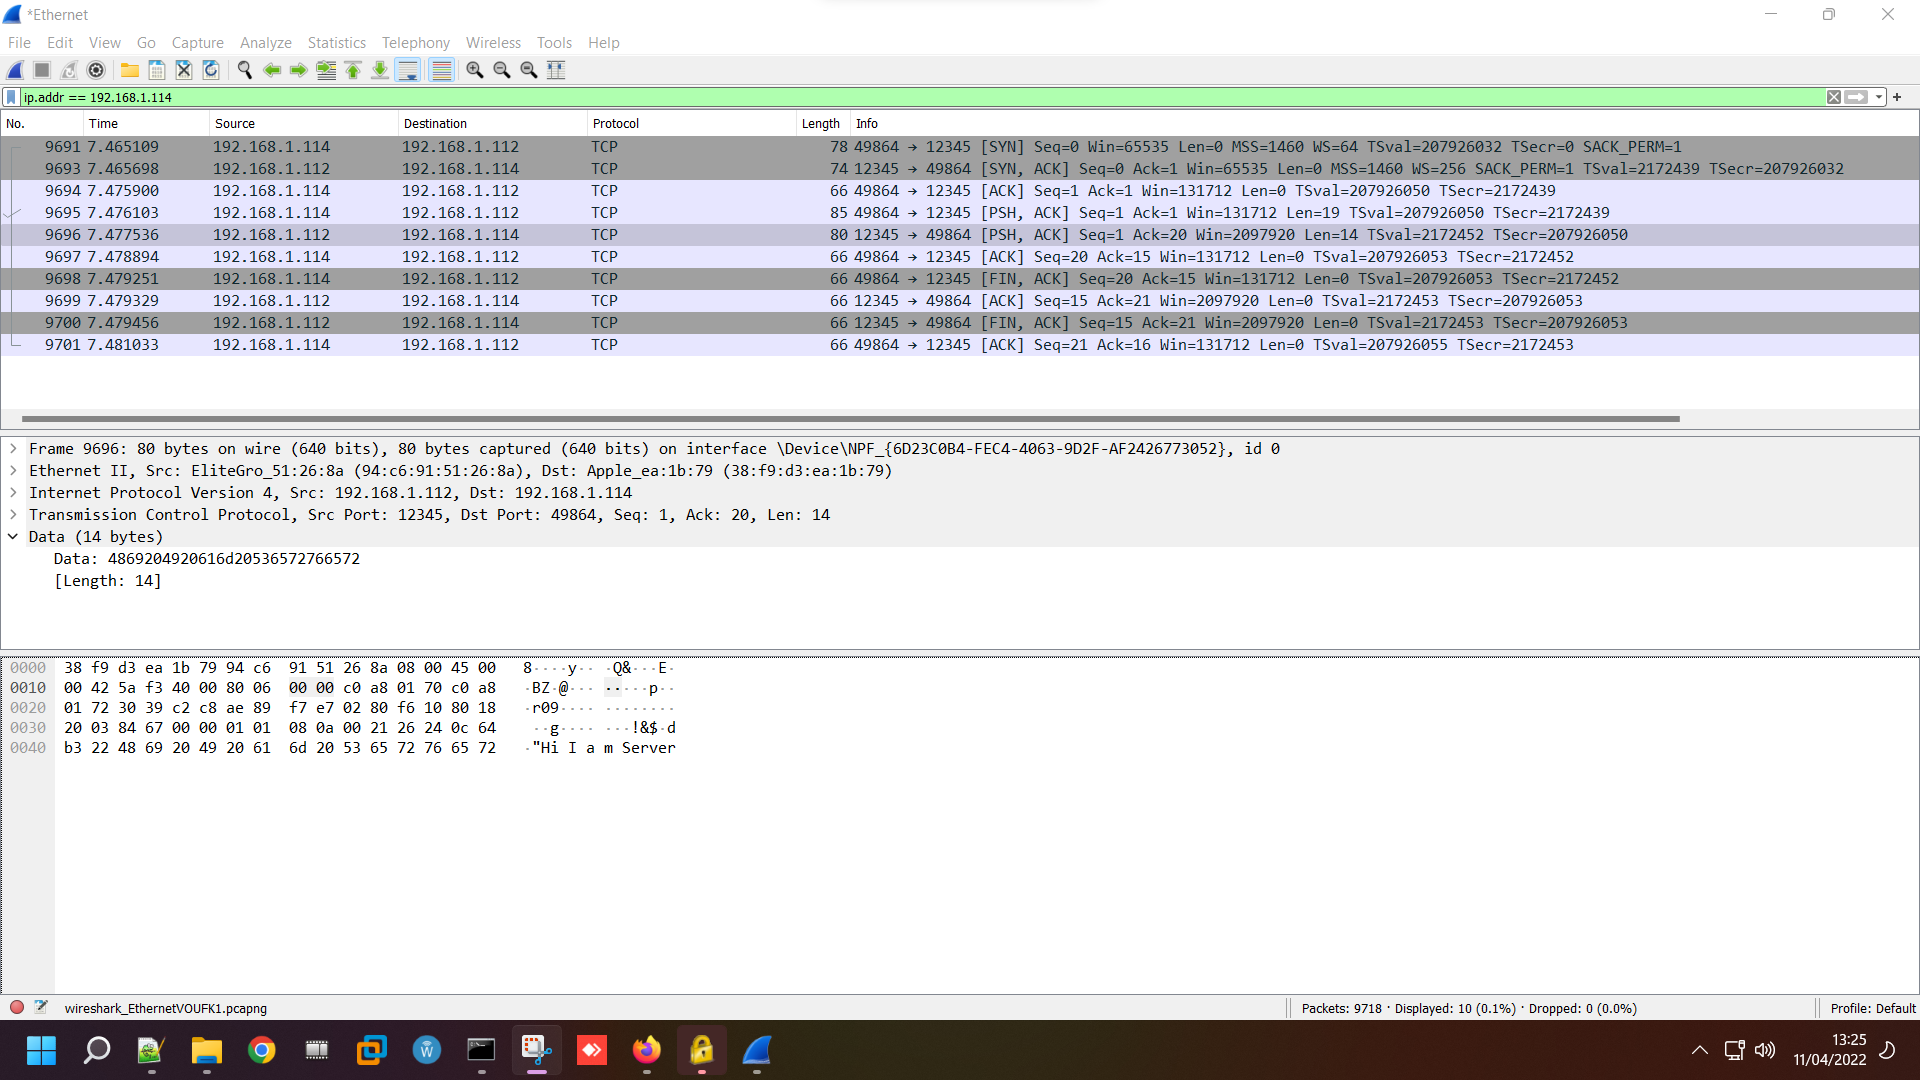 *Ethernet
File Edit View Go Capture Analyze Statistics Telephony Wireless Tools Help
ip.addr == 192.168.1.114
No. Time Source Destination Protocol Length Info
9691 7.465109 192.168.1.114 192.168.1.112 TCP 78 49864 → 12345 [SYN] Seq=0 Win=65535 Len=0 MSS=1460 WS=64 TSval=207926032 TSecr=0 SACK_PERM=1
9693 7.465698 192.168.1.112 192.168.1.114 TCP 74 12345 → 49864 [SYN, ACK] Seq=0 Ack=1 Win=65535 Len=0 MSS=1460 WS=256 SACK_PERM=1 TSval=2172439 TSecr=207926032
9694 7.475900 192.168.1.114 192.168.1.112 TCP 66 49864 → 12345 [ACK] Seq=1 Ack=1 Win=131712 Len=0 TSval=207926050 TSecr=2172439
9695 7.476103 192.168.1.114 192.168.1.112 TCP 85 49864 → 12345 [PSH, ACK] Seq=1 Ack=1 Win=131712 Len=19 TSval=207926050 TSecr=2172439
9696 7.477536 192.168.1.112 192.168.1.114 TCP 80 12345 → 49864 [PSH, ACK] Seq=1 Ack=20 Win=2097920 Len=14 TSval=2172452 TSecr=207926050
9697 7.478894 192.168.1.114 192.168.1.112 TCP 66 49864 → 12345 [ACK] Seq=20 Ack=15 Win=131712 Len=0 TSval=207926053 TSecr=2172452
9698 7.479251 192.168.1.114 192.168.1.112 TCP 66 49864 → 12345 [FIN, ACK] Seq=20 Ack=15 Win=131712 Len=0 TSval=207926053 TSecr=2172452
9699 7.479329 192.168.1.112 192.168.1.114 TCP 66 12345 → 49864 [ACK] Seq=15 Ack=21 Win=2097920 Len=0 TSval=2172453 TSecr=207926053
9700 7.479456 192.168.1.112 192.168.1.114 TCP 66 12345 → 49864 [FIN, ACK] Seq=15 Ack=21 Win=2097920 Len=0 TSval=2172453 TSecr=207926053
9701 7.481033 192.168.1.114 192.168.1.112 TCP 66 49864 → 12345 [ACK] Seq=21 Ack=16 Win=131712 Len=0 TSval=207926055 TSecr=2172453
Frame 9696: 80 bytes on wire (640 bits), 80 bytes captured (640 bits) on interface \Device\NPF_{6D23C0B4-FEC4-4063-9D2F-AF2426773052}, id 0
Ethernet II, Src: EliteGro_51:26:8a (94:c6:91:51:26:8a), Dst: Apple_ea:1b:79 (38:f9:d3:ea:1b:79)
Internet Protocol Version 4, Src: 192.168.1.112, Dst: 192.168.1.114
Transmission Control Protocol, Src Port: 12345, Dst Port: 49864, Seq: 1, Ack: 20, Len: 14
Data (14 bytes)
Data: 4869204920616d20536572766572
[Length: 14]
0000 38 f9 d3 ea 1b 79 94 c6 91 51 26 8a 08 00 45 00 8····y·· ·Q&···E·
0010 00 42 5a f3 40 00 80 06 00 00 c0 a8 01 70 c0 a8 ·BZ·@··· ·····p··
0020 01 72 30 39 c2 c8 ae 89 f7 e7 02 80 f6 10 80 18 ·r09···· ········
0030 20 03 84 67 00 00 01 01 08 0a 00 21 26 24 0c 64 ··g···· ···!&$·d
0040 b3 22 48 69 20 49 20 61 6d 20 53 65 72 76 65 72 ·"Hi I a m Server
wireshark_EthernetVOUFK1.pcapng Packets: 9718 · Displayed: 10 (0.1%) · Dropped: 0 (0.0%) Profile: Default
13:25
11/04/2022